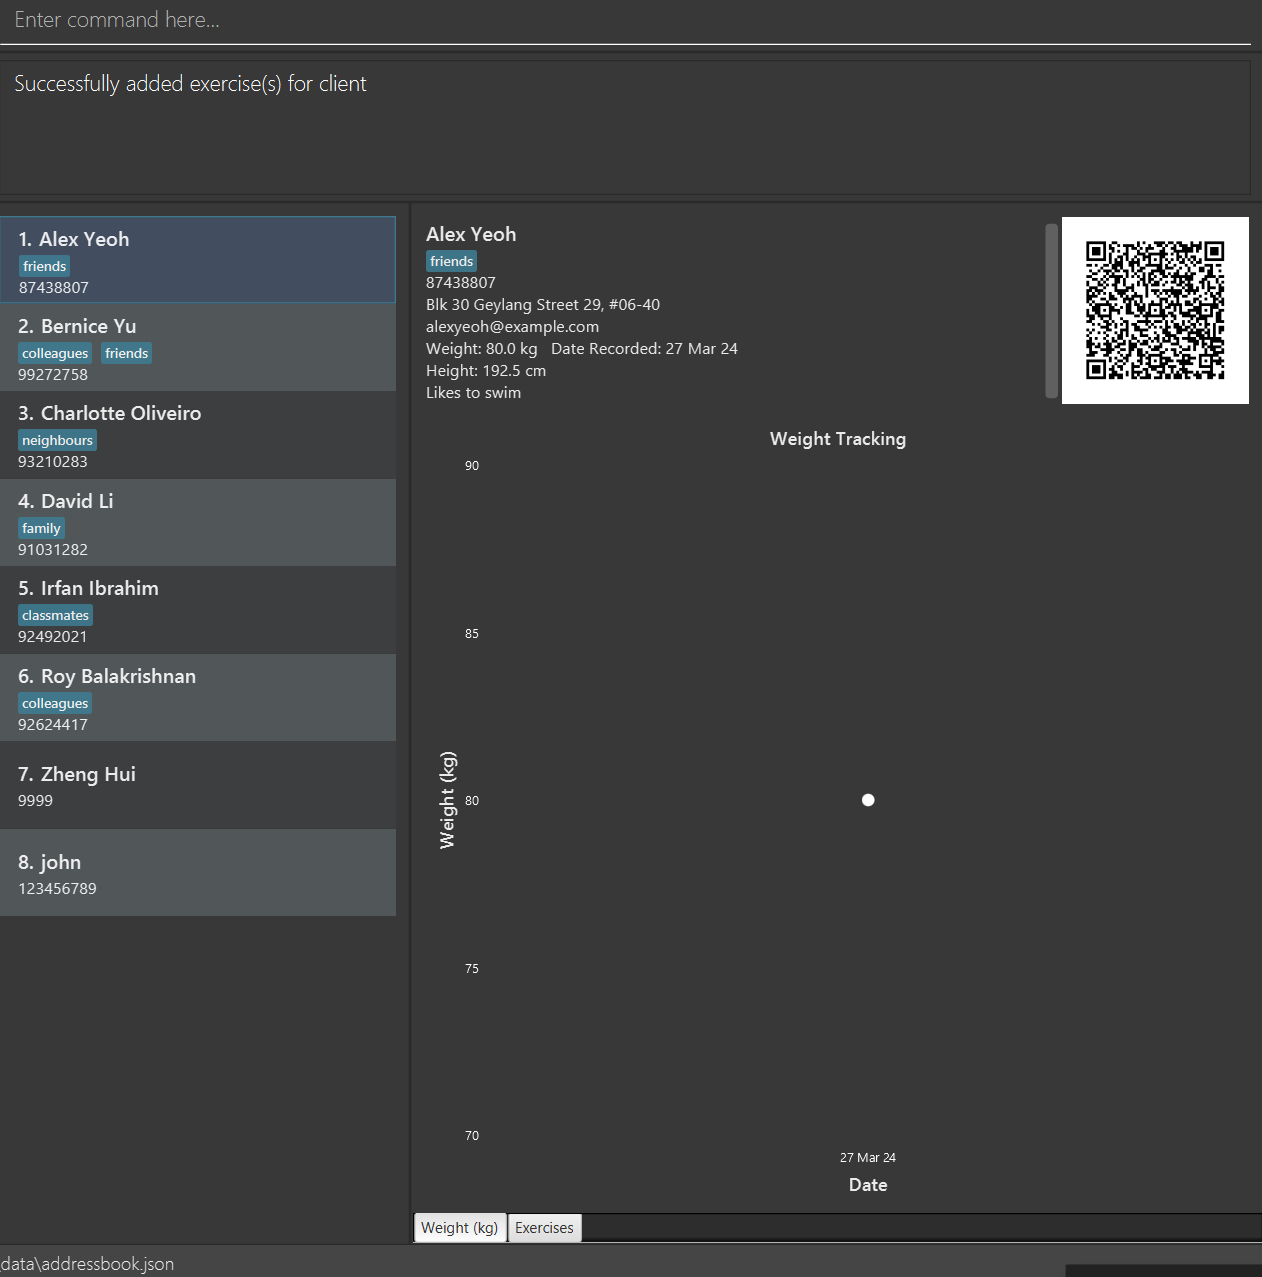 Enter command here...
Successfully added exercise(s) for client
1. Alex Yeoh
friends
87438807
2. Bernice Yu
colleagues friends
99272758
3. Charlotte Oliveiro
neighbours
93210283
4. David Li
family
91031282
5. Irfan Ibrahim
classmates
92492021
6. Roy Balakrishnan
colleagues
92624417
7. Zheng Hui
9999
8. john
123456789
Alex Yeoh
friends
87438807
Blk 30 Geylang Street 29, #06-40
alexyeoh@example.com
Weight: 80.0 kg Date Recorded: 27 Mar 24
Height: 192.5 cm
Likes to swim
Weight Tracking
90
85
80
75
70
Weight (kg)
27 Mar 24
Date
Weight (kg) Exercises
data\addressbook.json